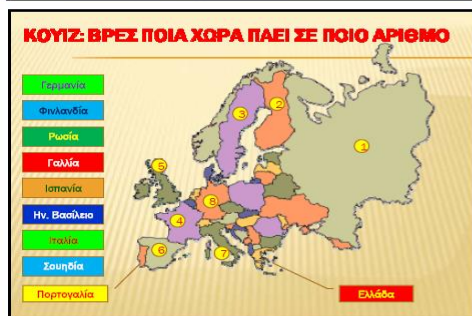 ΚΟΥΙΖ: ΒΡΕΣ ΠΟΙΑ ΧΩΡΑ ΠΑΕΙ ΣΕ ΠΟΙΟ ΑΡΙΘΜΟ
Γερμανία
Φινλανδία
Ρωσία
Γαλλία
Ισπανία
Ην. Βασίλειο
Ιταλία
Σουηδία
Πορτογαλία
Ελλάδα
1
2
3
4
5
6
7
8